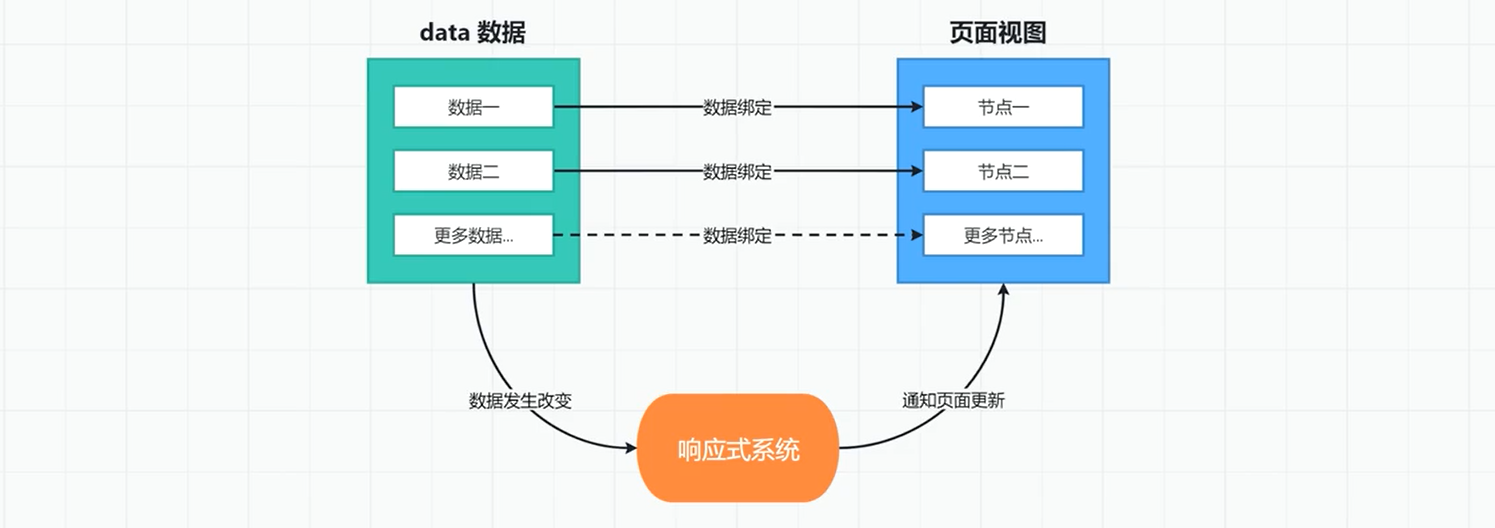 data 数据
页面视图
数据一
数据绑定
节点一
数据二
数据绑定
节点二
更多数据...
数据绑定
更多节点...
数据发生改变
通知页面更新
响应式系统